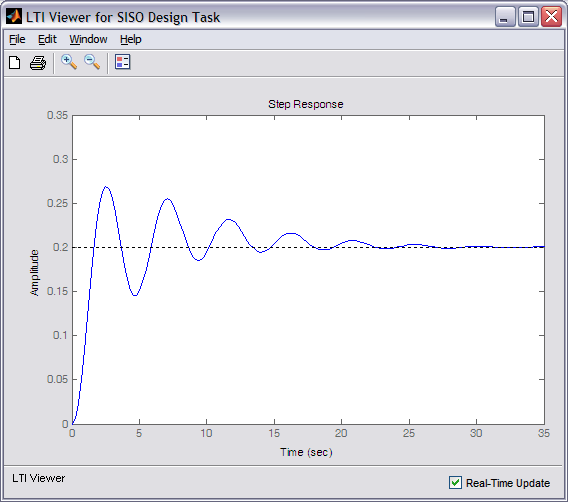 LTI Viewer for SISO Design Task
File Edit Window Help
Step Response
0.35
0.3
0.25
0.2
0.15
0.1
0.05
0
Amplitude
0 5 10 15 20 25 30 35
Time (sec)
LTI Viewer
Real-Time Update